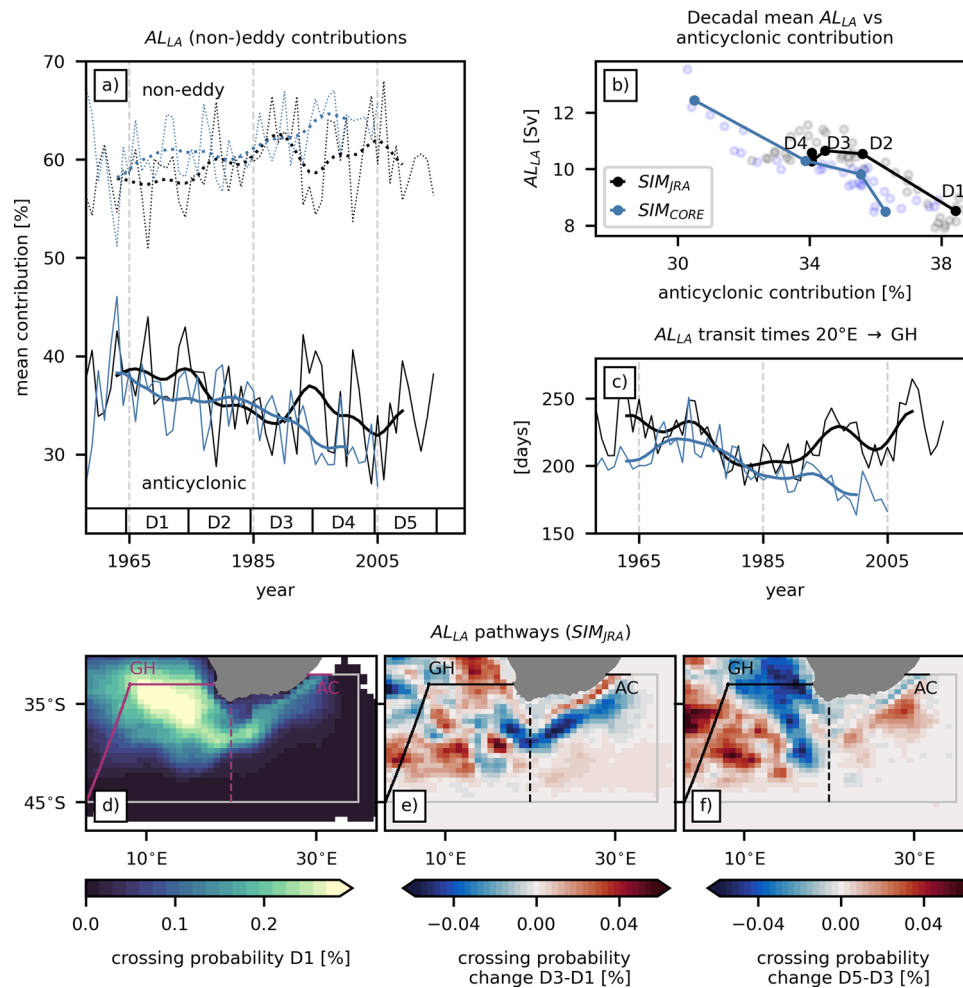 AL_LA (non-)eddy contributions
a)
non-eddy
anticyclonic
mean contribution [%]
70
60
50
40
30
D1 D2 D3 D4 D5
1965 1985 2005
year
Decadal mean AL_LA vs
anticyclonic contribution
b)
AL_LA [Sv]
12
10
8
D4 D3 D2
D1
SIM_JRA
SIM_CORE
30 34 38
anticyclonic contribution [%]
AL_LA transit times 20°E → GH
c)
[days]
250
200
150
1965 1985 2005
year
AL_LA pathways (SIM_JRA)
GH
AC
d)
35°S
45°S
10°E 30°E
0.0 0.1 0.2
crossing probability D1 [%]
GH
AC
e)
10°E 30°E
−0.04 0.00 0.04
crossing probability
change D3-D1 [%]
GH
AC
f)
10°E 30°E
−0.04 0.00 0.04
crossing probability
change D5-D3 [%]